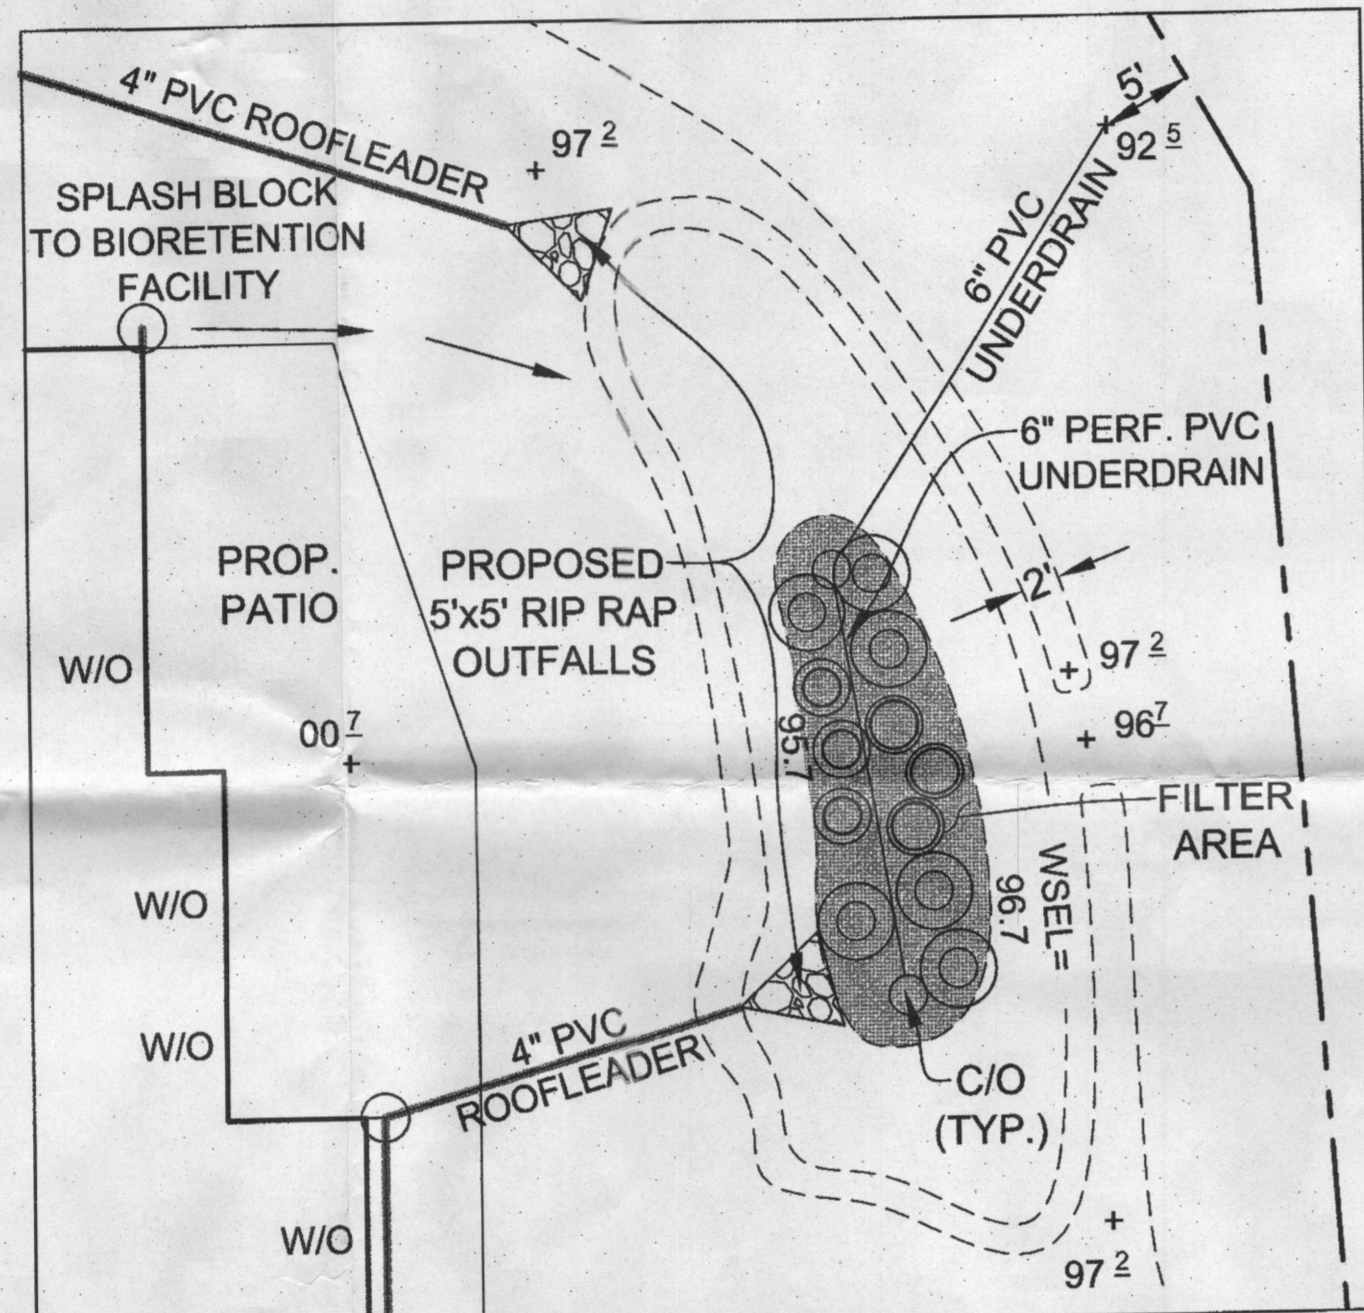 4" PVC ROOFLEADER
SPLASH BLOCK
TO BIORETENTION
FACILITY
97 2
5'
92 5
6" PVC
UNDERDRAIN
6" PERF. PVC
UNDERDRAIN
PROP.
PATIO
PROPOSED
5'x5' RIP RAP
OUTFALLS
2'
W/O
97 2
00 7
96 7
95.7
FILTER
AREA
WSEL=
96.7
W/O
W/O
4" PVC
ROOFLEADER
C/O
(TYP.)
W/O
97 2